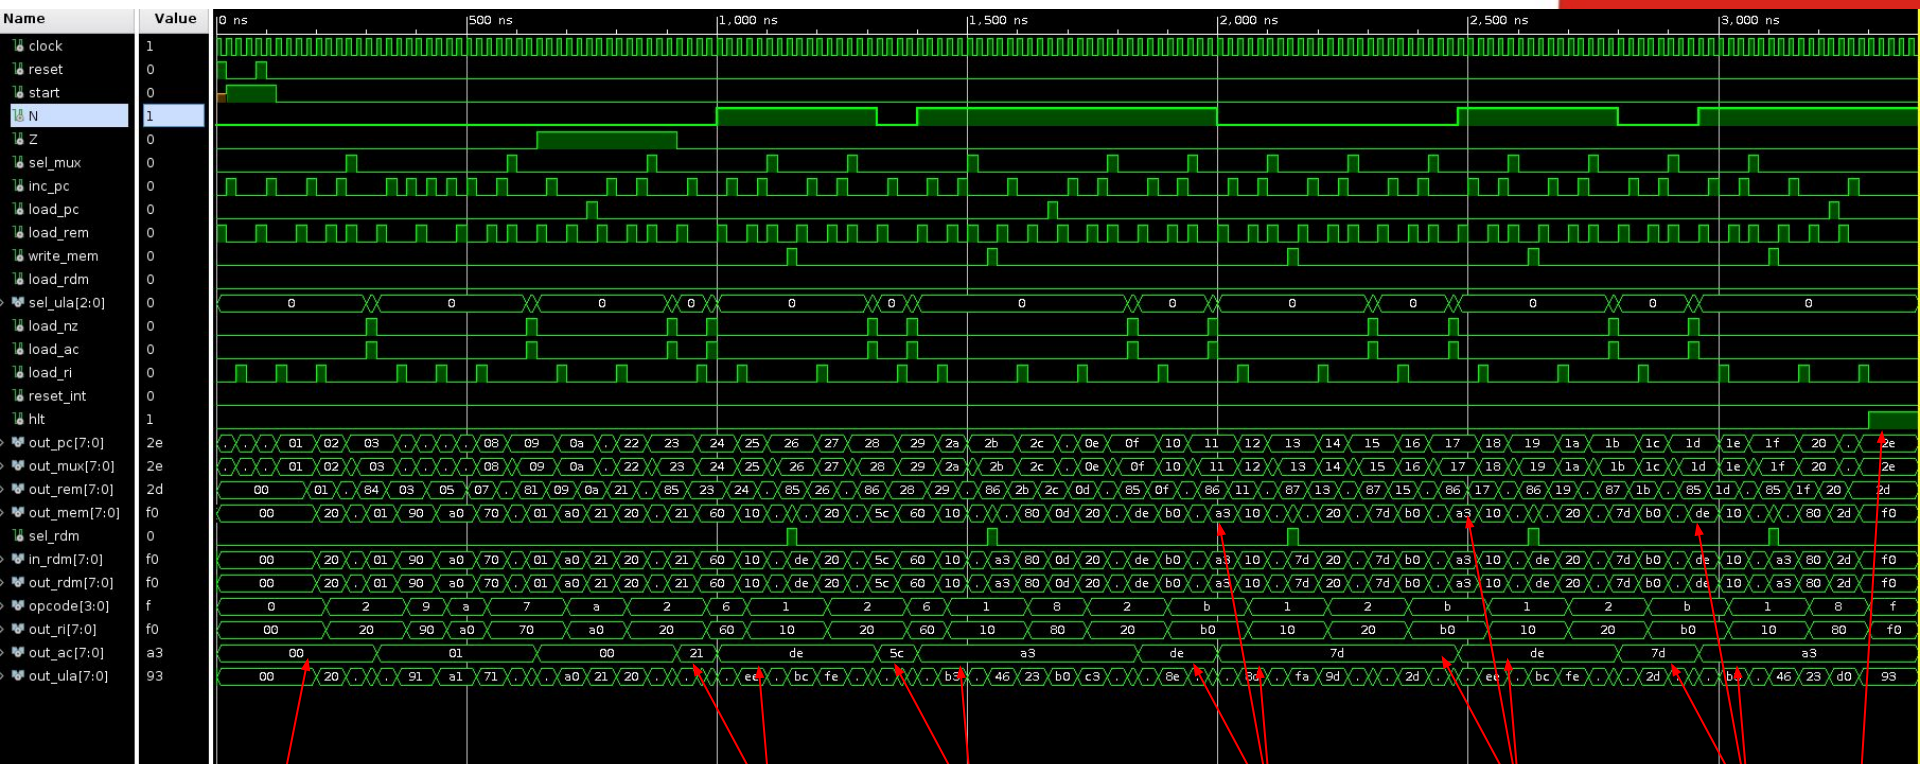 Name Value 0 ns 500 ns 1,000 ns 1,500 ns 2,000 ns 2,500 ns 3,000 ns
clock 1
reset 0
start 0
N 1
Z 0
sel_mux 0
inc_pc 0
load_pc 0
load_rem 0
write_mem 0
load_rdm 0
sel_ula[2:0] 0 0 0 0 0 0 0 0 0 0 0 0 0 0
load_nz 0
load_ac 0
load_ri 0
reset_int 0
hlt 1
out_pc[7:0] 2e . . . . 01 02 03 . . . . . 08 09 0a . 22 23 24 25 26 27 28 29 2a 2b 2c . 0e 0f 10 11 12 13 14 15 16 17 18 19 1a 1b 1c 1d 1e 1f 20 . 2e
out_mux[7:0] 2e . . . . 01 02 . 03 . . . . . 08 . 09 0a . 22 . 23 24 25 . 26 27 . 28 29 2a . 2b 2c . 0e . 0f 10 . 11 12 . 13 14 . 15 16 . 17 18 . 19 1a . 1b 1c . 1d 1e . 1f 20 . 2e
out_rem[7:0] 2d 00 01 . 84 03 05 07 . 81 09 0a 21 . 85 23 24 . 85 26 . 86 28 29 . 86 2b 2c 0d . 85 0f . 86 11 . 87 13 . 87 15 . 86 17 . 86 19 . 87 1b . 85 1d . 85 1f 20 2d
out_mem[7:0] f0 00 20 . 01 90 a0 70 . 01 a0 21 20 . 21 60 10 . . 20 . 5c 60 10 . . . 80 0d 20 . de b0 . a3 10 . . 20 . 7d b0 . a3 10 . . 20 . 7d b0 . de 10 . . 80 2d f0
sel_rdm 0
in_rdm[7:0] f0 00 20 . 01 90 a0 70 . 01 a0 21 20 . 21 60 10 . de 20 . 5c 60 10 . a3 80 0d 20 . de b0 . a3 10 . 7d 20 . 7d b0 . a3 10 . de 20 . 7d b0 . de 10 . a3 80 2d f0
out_rdm[7:0] f0 00 20 . 01 90 a0 70 . 01 a0 21 20 . 21 60 10 . de 20 . 5c 60 10 . a3 80 0d 20 . de b0 . a3 10 . 7d 20 . 7d b0 . a3 10 . de 20 . 7d b0 . de 10 . a3 80 2d f0
opcode[3:0] f 0 2 9 a 7 a 2 6 1 2 6 1 8 2 b 1 2 b 1 2 b 1 8 f
out_ri[7:0] f0 00 20 90 a0 70 a0 20 60 10 20 60 10 80 20 b0 10 20 b0 10 20 b0 10 80 f0
out_ac[7:0] a3 00 01 00 21 de 5c a3 de 7d de 7d a3
out_ula[7:0] 93 00 20 . . 91 a1 71 . . a0 21 20 . . . . ee . bc fe . . . . b3 . 46 23 b0 c3 . . 8e . . . 8d . fa 9d . . 2d . . . ee . bc fe . . 2d . . . b0 . 46 23 d0 93